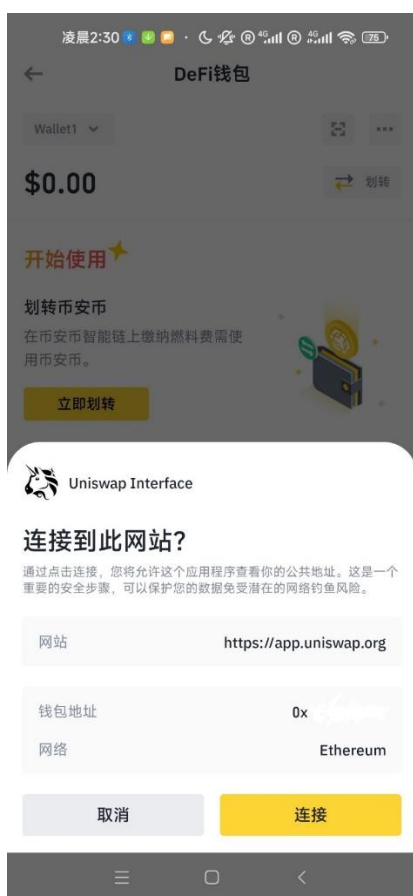 凌晨2:30
75
DeFi钱包
Wallet1
$0.00
划转
开始使用
划转币安币
在币安币智能链上缴纳燃料费需使
用币安币。
立即划转
Uniswap Interface
连接到此网站?
通过点击连接，您将允许这个应用程序查看你的公共地址。这是一个
重要的安全步骤，可以保护您的数据免受潜在的网络钓鱼风险。
网站 https://app.uniswap.org
钱包地址 0x
网络 Ethereum
取消 连接